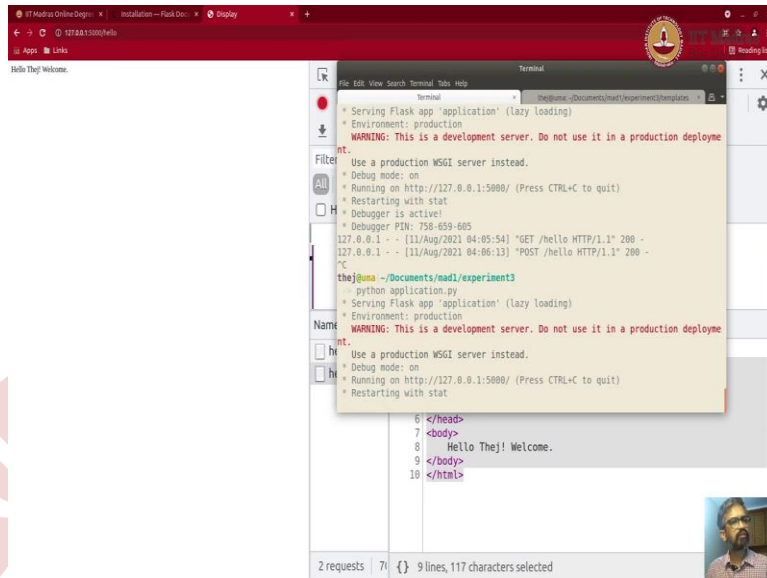 IIT Madras Online Degree
Installation — Flask Docu
Display
127.0.0.1:5000/hello
Apps
Links
Reading list
Hello Thej! Welcome.
Terminal
File Edit View Search Terminal Tabs Help
Terminal
thej@uma: ~/Documents/mad1/experiment3/templates
* Serving Flask app 'application' (lazy loading)
* Environment: production
WARNING: This is a development server. Do not use it in a production deployme
nt.
Use a production WSGI server instead.
* Debug mode: on
* Running on http://127.0.0.1:5000/ (Press CTRL+C to quit)
* Restarting with stat
* Debugger is active!
* Debugger PIN: 758-659-605
127.0.0.1 - - [11/Aug/2021 04:05:54] "GET /hello HTTP/1.1" 200 -
127.0.0.1 - - [11/Aug/2021 04:06:13] "POST /hello HTTP/1.1" 200 -
^C
thej@uma ~/Documents/mad1/experiment3
python application.py
* Serving Flask app 'application' (lazy loading)
* Environment: production
WARNING: This is a development server. Do not use it in a production deployme
nt.
Use a production WSGI server instead.
* Debug mode: on
* Running on http://127.0.0.1:5000/ (Press CTRL+C to quit)
* Restarting with stat
Filter
All
H
Name
he
he
6 </head>
7 <body>
8 Hello Thej! Welcome.
9 </body>
10 </html>
2 requests
{} 9 lines, 117 characters selected